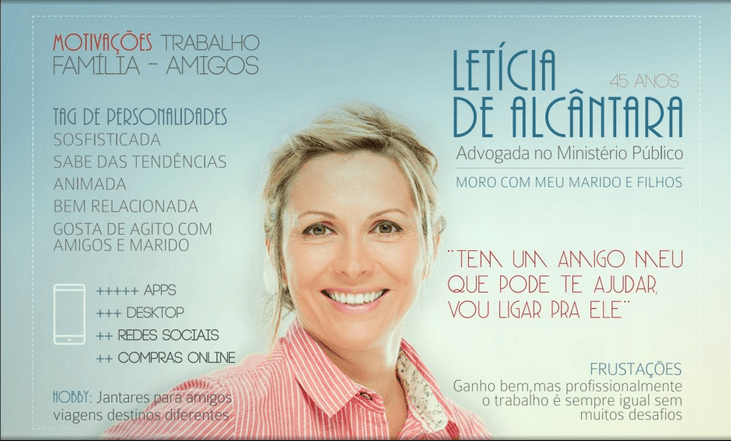 MOTIVAÇÕES TRABALHO
FAMÍLIA - AMIGOS
TAG DE PERSONALIDADES
SOSFISTICADA
SABE DAS TENDÊNCIAS
ANIMADA
BEM RELACIONADA
GOSTA DE AGITO COM
AMIGOS E MARIDO
+++++ APPS
+++ DESKTOP
++ REDES SOCIAIS
++ COMPRAS ONLINE
HOBBY: Jantares para amigos
viagens destinos diferentes
LETÍCIA
45 ANOS
DE ALCÂNTARA
Advogada no Ministério Público
MORO COM MEU MARIDO E FILHOS
"TEM UM AMIGO MEU
QUE PODE TE AJUDAR,
VOU LIGAR PRA ELE"
FRUSTAÇÕES
Ganho bem,mas profissionalmente
o trabalho é sempre igual sem
muitos desafios